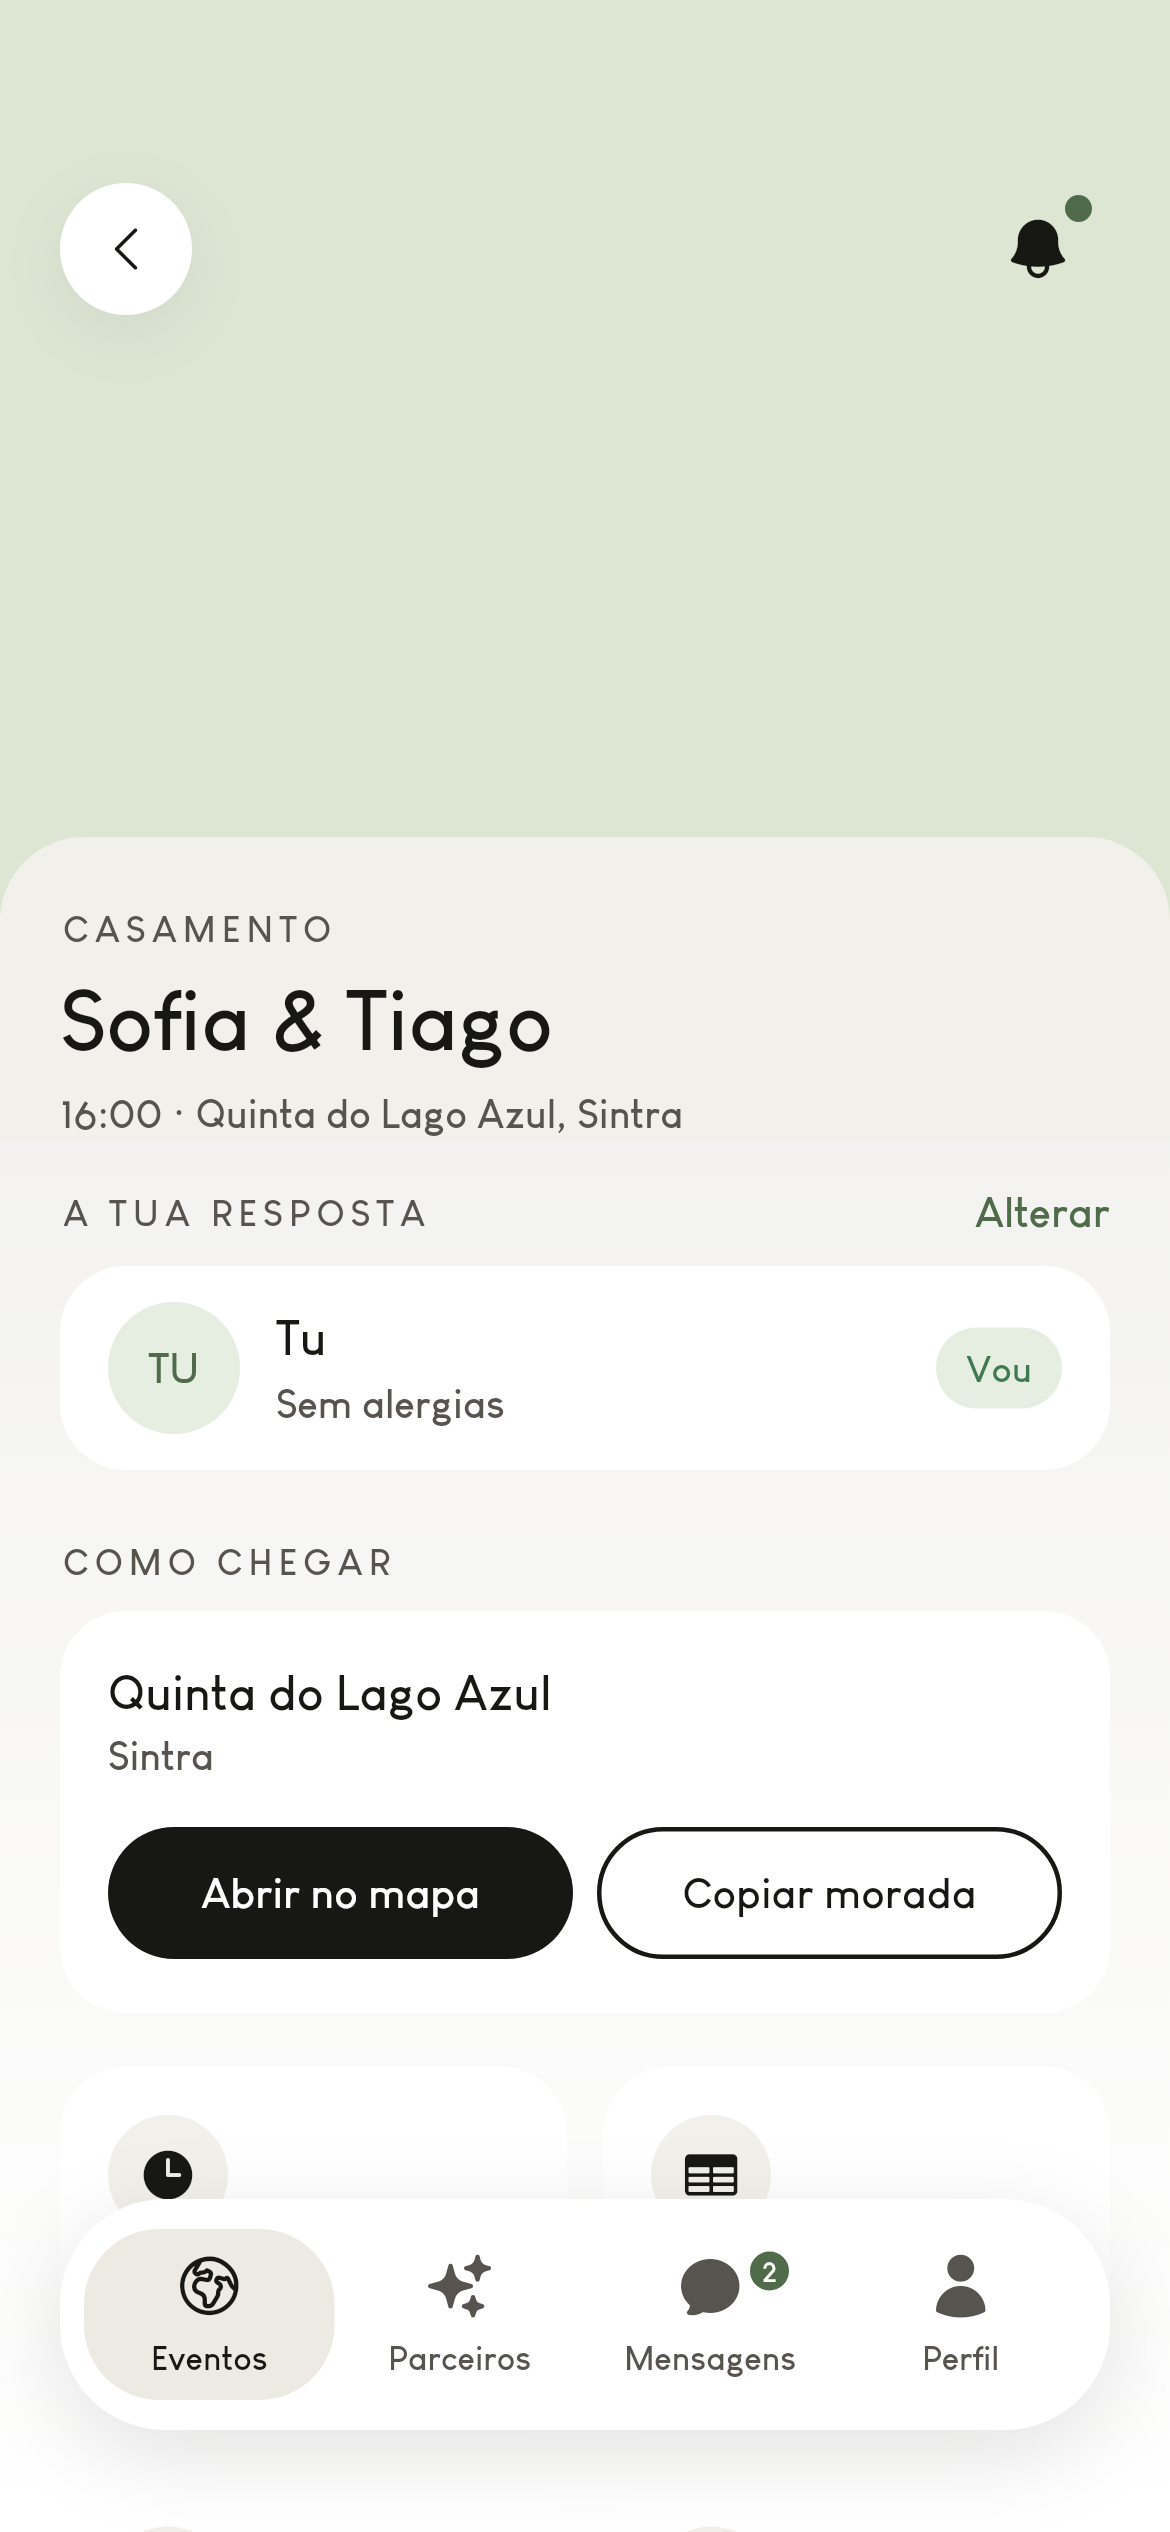 CASAMENTO
Sofia & Tiago
16:00 · Quinta do Lago Azul, Sintra
A TUA RESPOSTA
Alterar
TU
Tu
Sem alergias
Vou
COMO CHEGAR
Quinta do Lago Azul
Sintra
Abrir no mapa
Copiar morada
2
Eventos
Parceiros
Mensagens
Perfil